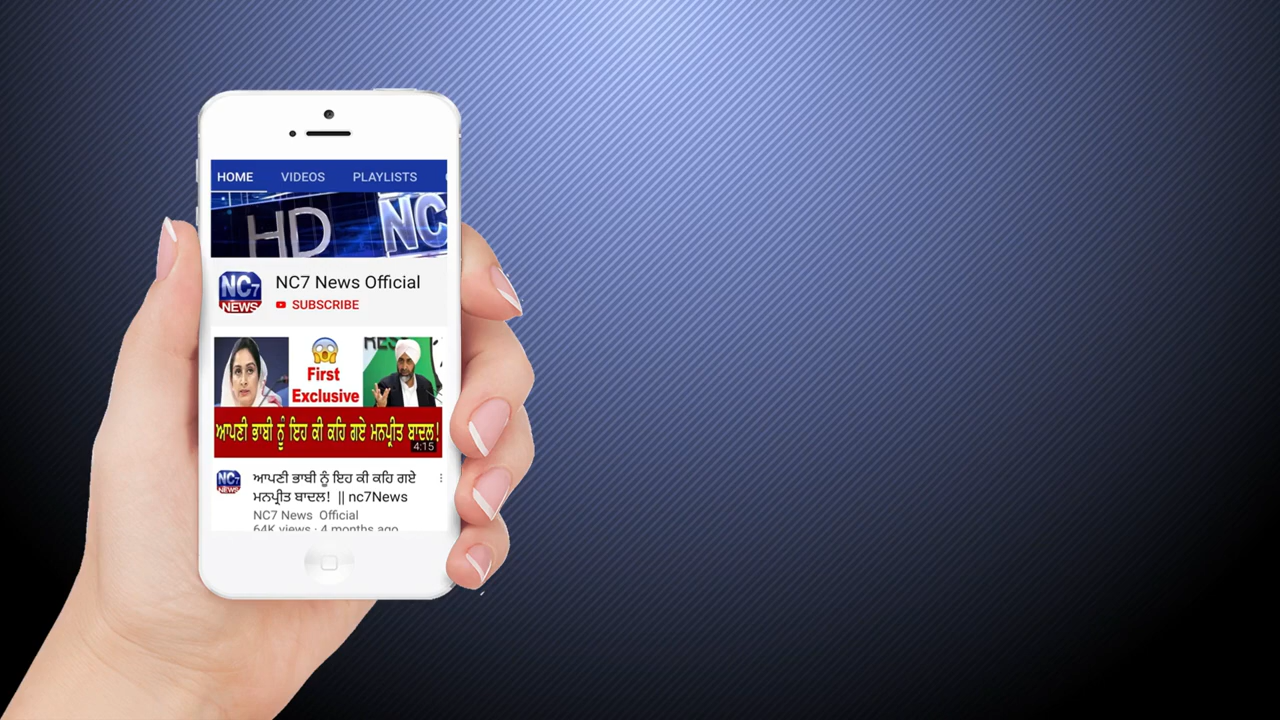 HOME VIDEOS PLAYLISTS
HD NC
NC7 NEWS
NC7 News Official
SUBSCRIBE
First
Exclusive
ਆਪਣੀ ਭਾਬੀ ਨੂੰ ਇਹ ਕੀ ਕਹਿ ਗਏ ਮਨਪ੍ਰੀਤ ਬਾਦਲ!
4:15
NC7 NEWS
ਆਪਣੀ ਭਾਬੀ ਨੂੰ ਇਹ ਕੀ ਕਹਿ ਗਏ
ਮਨਪ੍ਰੀਤ ਬਾਦਲ! || nc7News
NC7 News Official
64K views · 4 months ago